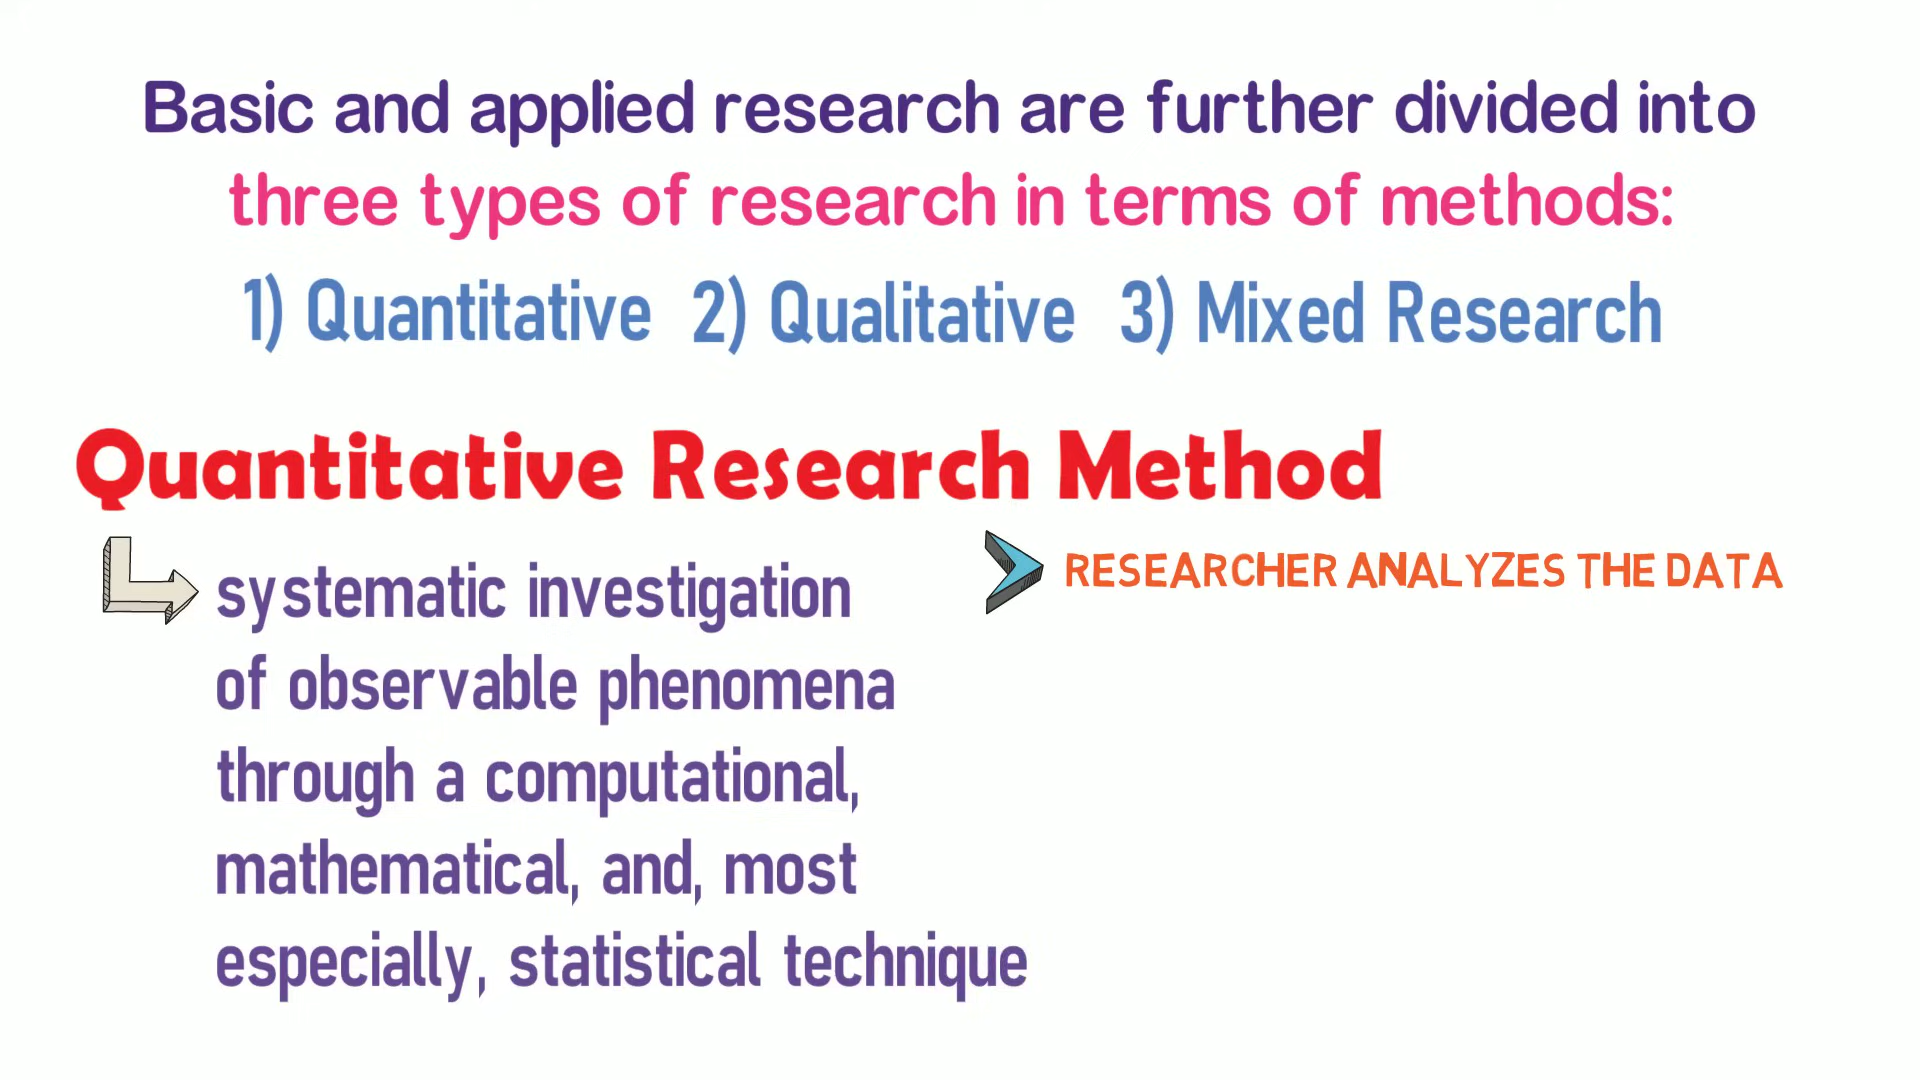 Basic and applied research are further divided into
three types of research in terms of methods:
1) Quantitative 2) Qualitative 3) Mixed Research
Quantitative Research Method
systematic investigation
of observable phenomena
through a computational,
mathematical, and, most
especially, statistical technique
RESEARCHER ANALYZES THE DATA